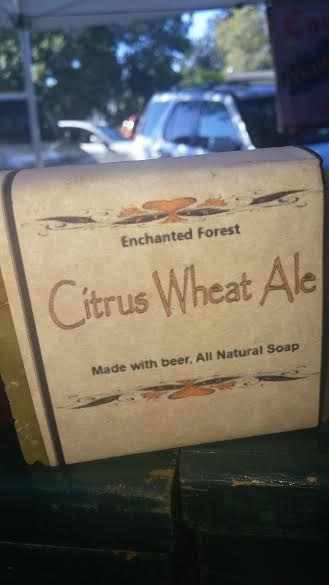 Enchanted Forest
Citrus Wheat Ale
Made with beer. All Natural Soap